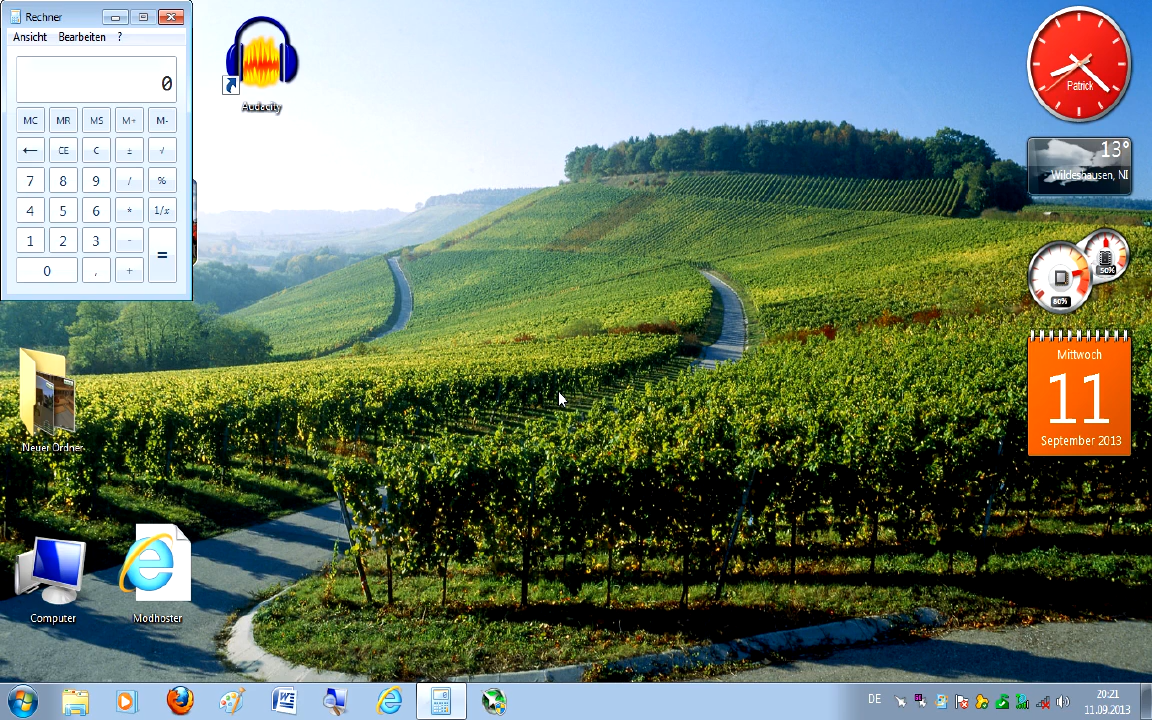 Rechner
Ansicht Bearbeiten ?
0
MC MR MS M+ M-
← CE C ± √
7 8 9 / %
4 5 6 * 1/x
1 2 3 - =
0 , +
Audacity
Neuer Ordner
Computer
Modhoster
Patrick
13°
Wildeshausen, NI
50%
60%
Mittwoch
11
September 2013
DE
20:21
11.09.2013